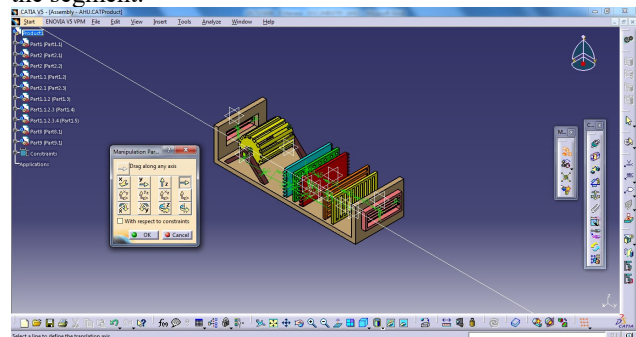 the segment.
CATIA V5 - [Assembly - AHU.CATProduct]
Start ENOVIA V5 VPM File Edit View Insert Tools Analyze Window Help
Product1
Part1 (Part1.1)
Part2 (Part2.1)
Part2 (Part2.2)
Part1.1 (Part1.2)
Part2.1 (Part2.3)
Part1.1.2 (Part1.3)
Part1.1.2.3 (Part1.4)
Part1.1.2.3.4 (Part1.5)
Part8 (Part8.1)
Part9 (Part9.1)
Constraints
Applications
Manipulation Par...
Drag along any axis
With respect to constraints
OK Cancel
M...
C...
Select a line to define the translation axis